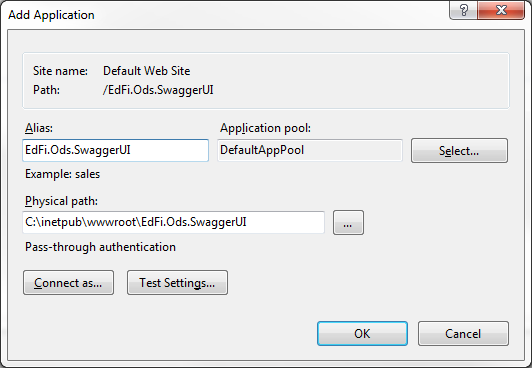 Add Application
?
Site name: Default Web Site
Path: /EdFi.Ods.SwaggerUI
Alias: Application pool:
EdFi.Ods.SwaggerUI DefaultAppPool Select...
Example: sales
Physical path:
C:\inetpub\wwwroot\EdFi.Ods.SwaggerUI ...
Pass-through authentication
Connect as... Test Settings...
OK Cancel